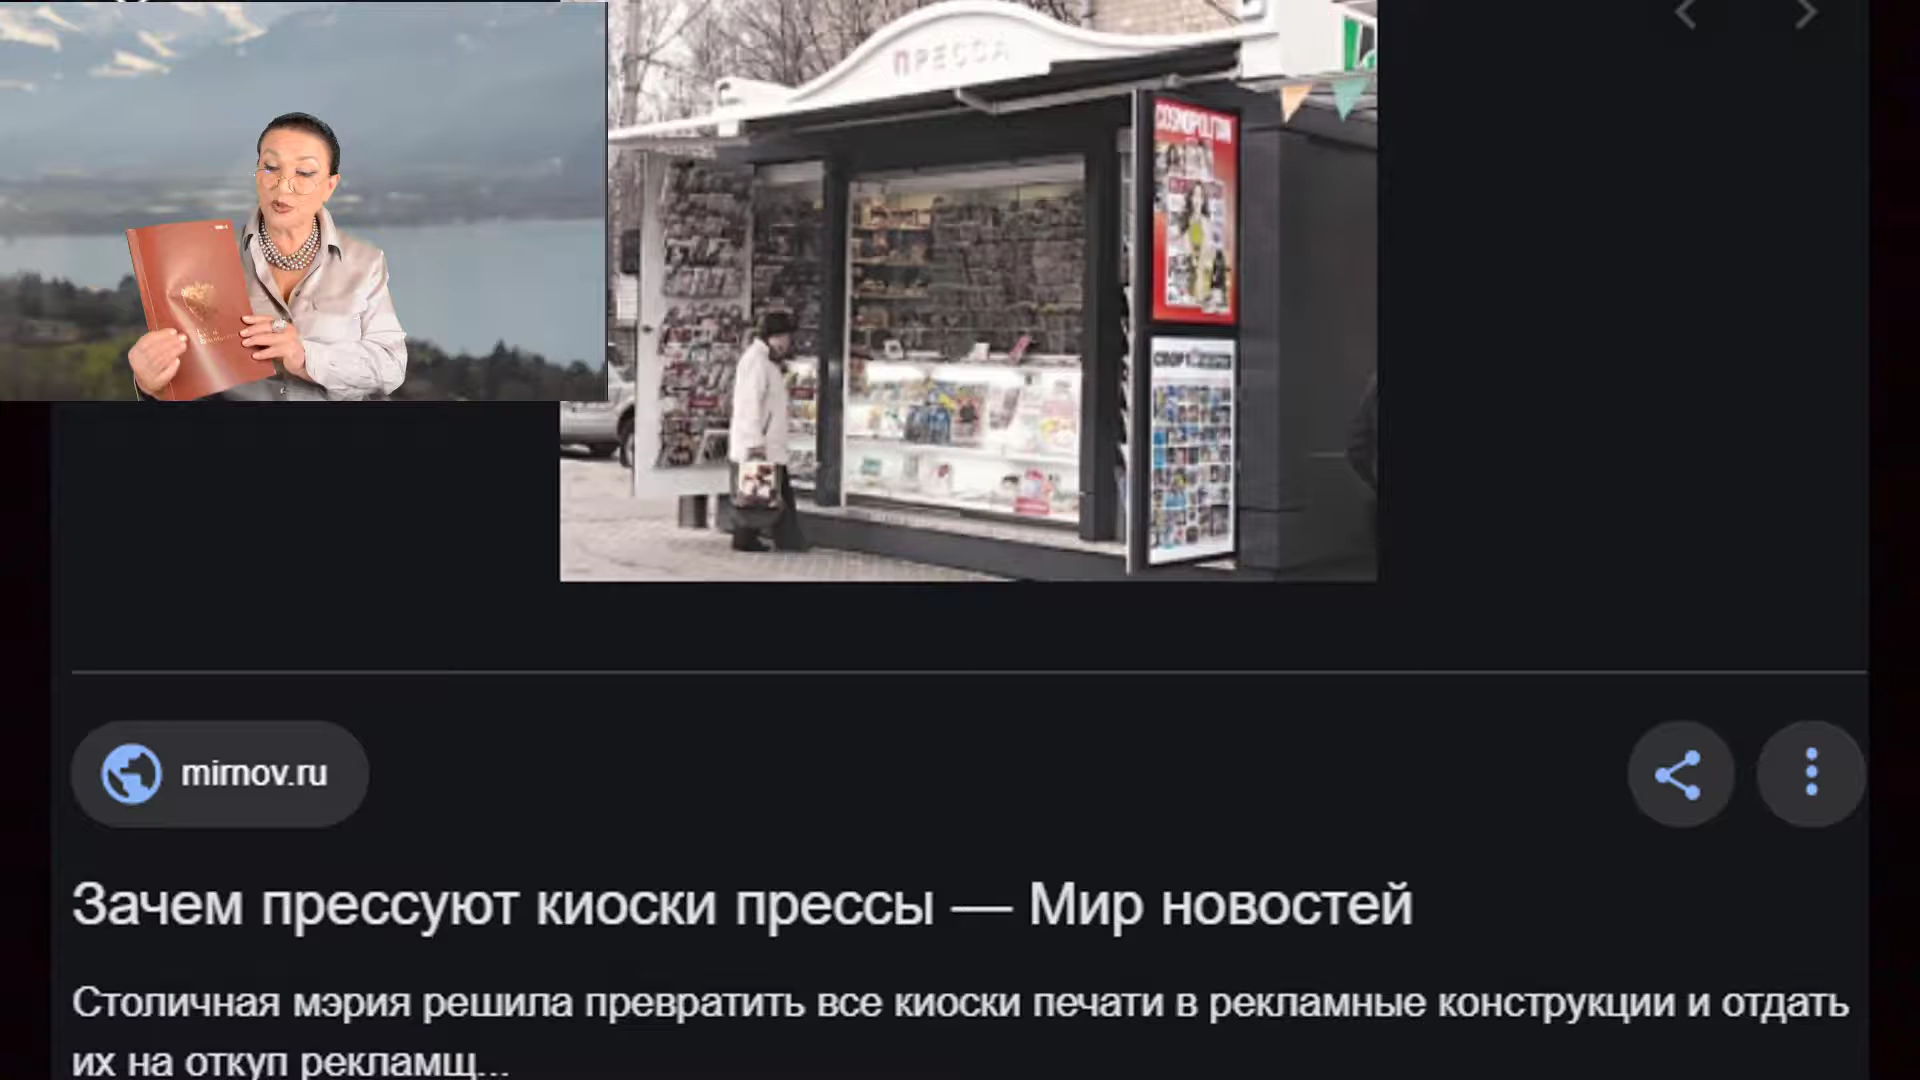 ПРЕССА
COSMOPOLITAN
mirnov.ru
Зачем прессуют киоски прессы — Мир новостей
Столичная мэрия решила превратить все киоски печати в рекламные конструкции и отдать
их на откуп рекламщ...